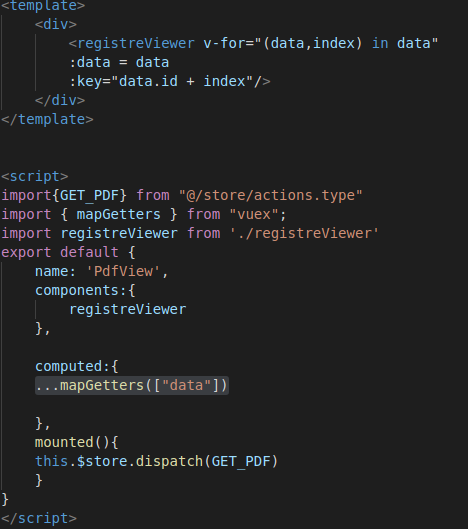 <template>
    <div>
        <registreViewer v-for="(data,index) in data"
        :data = data
        :key="data.id + index"/>
    </div>
</template>
<script>
import{GET_PDF} from "@/store/actions.type"
import { mapGetters } from "vuex";
import registreViewer from './registreViewer'
export default {
    name: 'PdfView',
    components:{
        registreViewer
    },
    computed:{
    ...mapGetters(["data"])
    },
    mounted(){
    this.$store.dispatch(GET_PDF)
    }
}
</script>